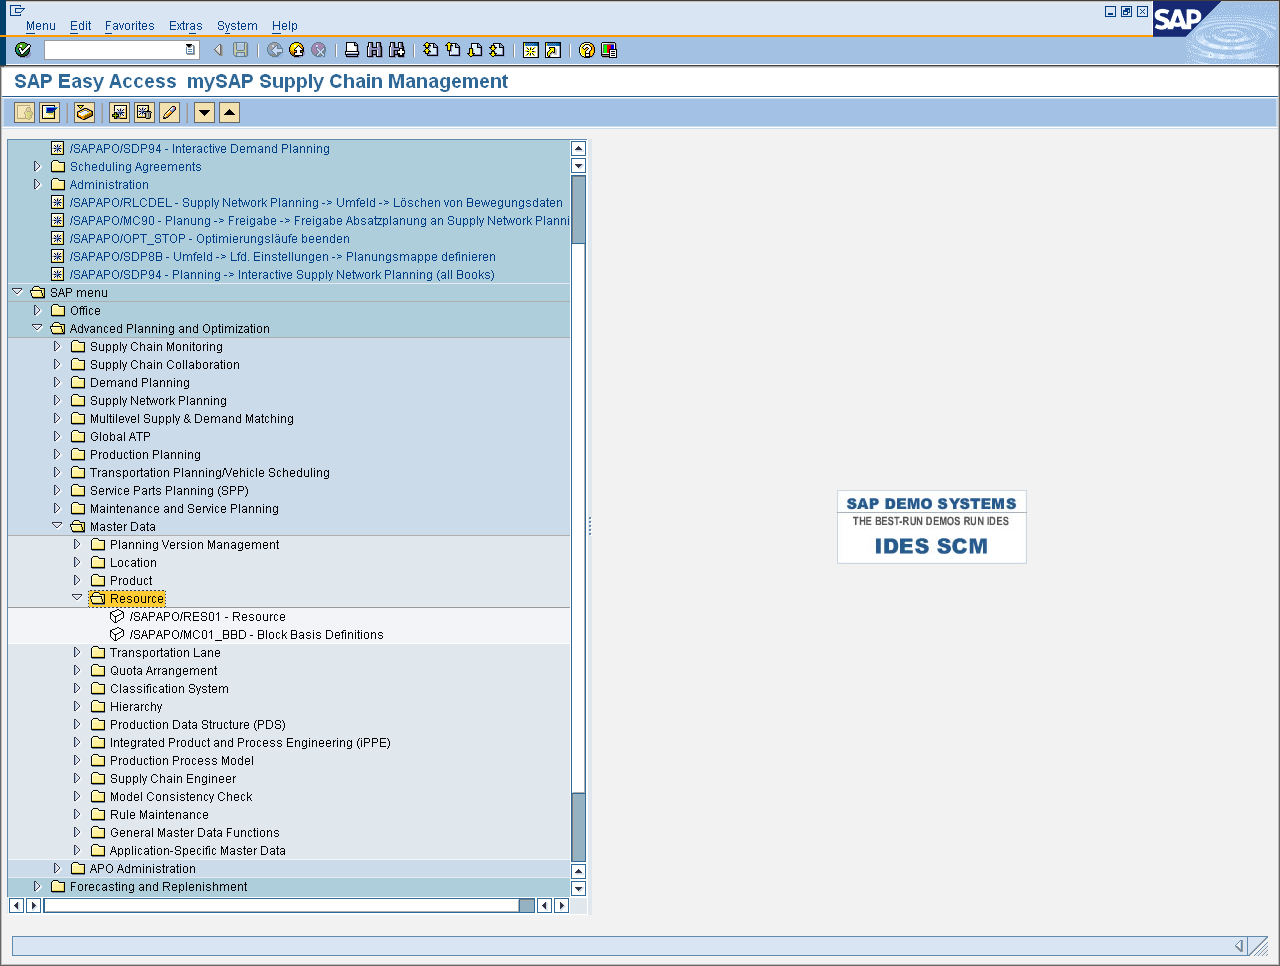 Menu Edit Favorites Extras System Help
SAP
SAP Easy Access mySAP Supply Chain Management
/SAPAPO/SDP94 - Interactive Demand Planning
Scheduling Agreements
Administration
/SAPAPO/RLCDEL - Supply Network Planning -> Umfeld -> Löschen von Bewegungsdaten
/SAPAPO/MC90 - Planung -> Freigabe -> Freigabe Absatzplanung an Supply Network Planni
/SAPAPO/OPT_STOP - Optimierungsläufe beenden
/SAPAPO/SDP8B - Umfeld -> Lfd. Einstellungen -> Planungsmappe definieren
/SAPAPO/SDP94 - Planning -> Interactive Supply Network Planning (all Books)
SAP menu
Office
Advanced Planning and Optimization
Supply Chain Monitoring
Supply Chain Collaboration
Demand Planning
Supply Network Planning
Multilevel Supply & Demand Matching
Global ATP
Production Planning
Transportation Planning/Vehicle Scheduling
Service Parts Planning (SPP)
Maintenance and Service Planning
Master Data
Planning Version Management
Location
Product
Resource
/SAPAPO/RES01 - Resource
/SAPAPO/MC01_BBD - Block Basis Definitions
Transportation Lane
Quota Arrangement
Classification System
Hierarchy
Production Data Structure (PDS)
Integrated Product and Process Engineering (iPPE)
Production Process Model
Supply Chain Engineer
Model Consistency Check
Rule Maintenance
General Master Data Functions
Application-Specific Master Data
APO Administration
Forecasting and Replenishment
SAP DEMO SYSTEMS
THE BEST-RUN DEMOS RUN IDES
IDES SCM